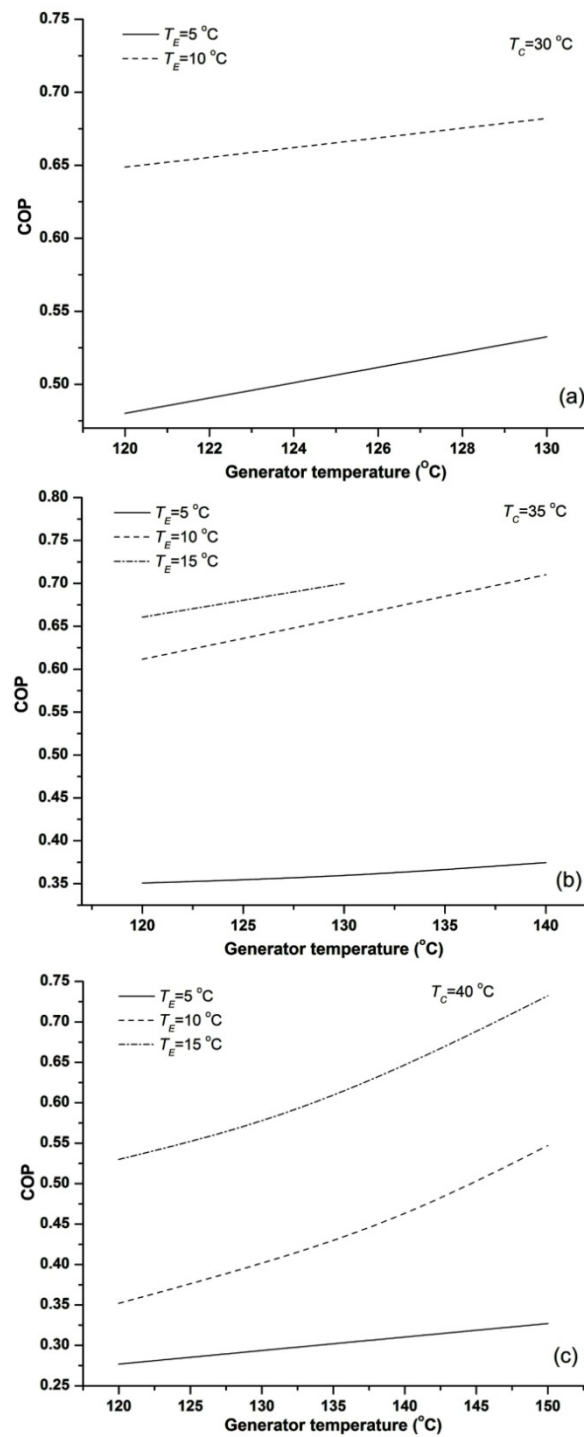 T_E=5 °C
T_E=10 °C
T_C=30 °C
COP
0.75
0.70
0.65
0.60
0.55
0.50
(a)
120 122 124 126 128 130
Generator temperature (°C)
T_E=5 °C
T_E=10 °C
T_E=15 °C
T_C=35 °C
COP
0.80
0.75
0.70
0.65
0.60
0.55
0.50
0.45
0.40
0.35
(b)
120 125 130 135 140
Generator temperature (°C)
T_E=5 °C
T_E=10 °C
T_E=15 °C
T_C=40 °C
COP
0.75
0.70
0.65
0.60
0.55
0.50
0.45
0.40
0.35
0.30
0.25
(c)
120 125 130 135 140 145 150
Generator temperature (°C)